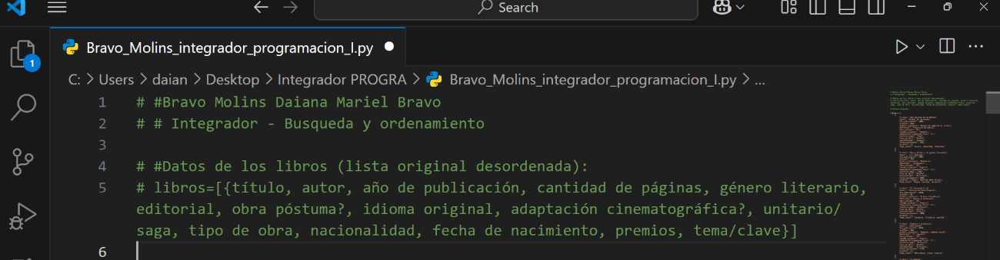 Search
Bravo_Molins_integrador_programacion_I.py
1
C: > Users > daian > Desktop > Integrador PROGRA > Bravo_Molins_integrador_programacion_I.py > ...
1 # #Bravo Molins Daiana Mariel Bravo
2 # # Integrador - Busqueda y ordenamiento
3
4 # #Datos de los libros (lista original desordenada):
5 # libros=[{título, autor, año de publicación, cantidad de páginas, género literario,
editorial, obra póstuma?, idioma original, adaptación cinematográfica?, unitario/
saga, tipo de obra, nacionalidad, fecha de nacimiento, premios, tema/clave}]
6